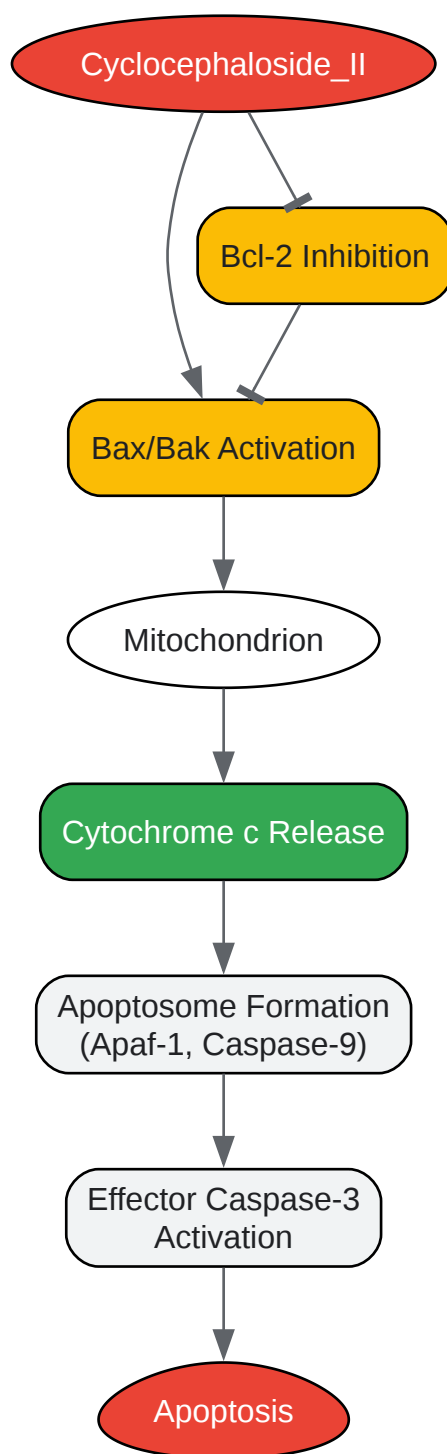 Cyclocephaloside_II
Bcl-2 Inhibition
Bax/Bak Activation
Mitochondrion
Cytochrome c Release
Apoptosome Formation
(Apaf-1, Caspase-9)
Effector Caspase-3
Activation
Apoptosis